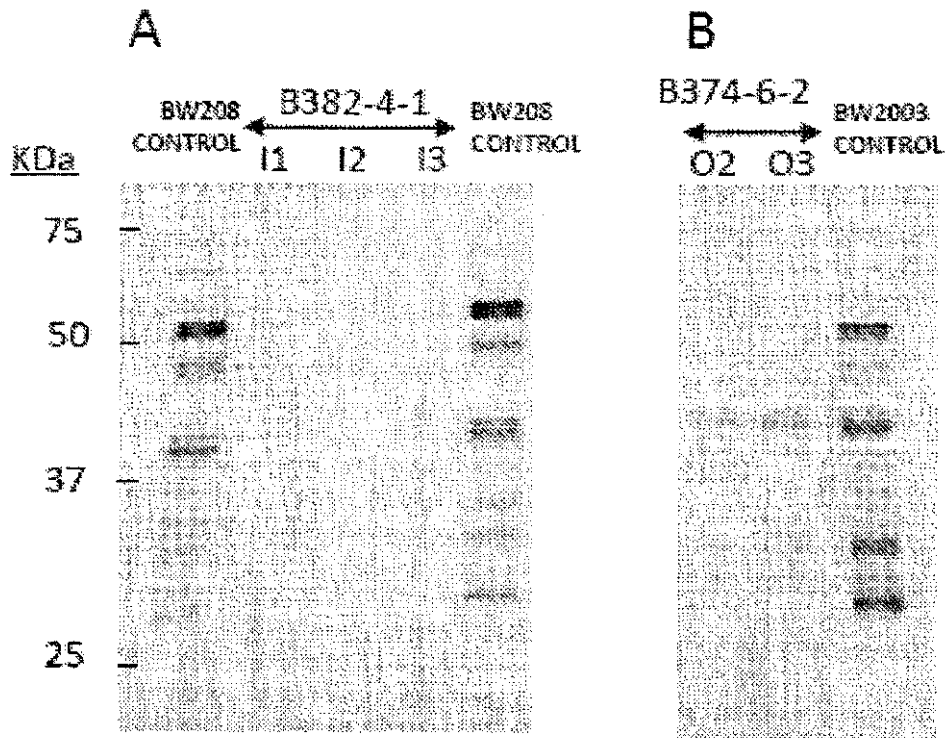 A
B
BW208 CONTROL
B382-4-1
BW208 CONTROL
B374-6-2
BW2003 CONTROL
KDa
I1 I2 I3
O2 O3
75
50
37
25